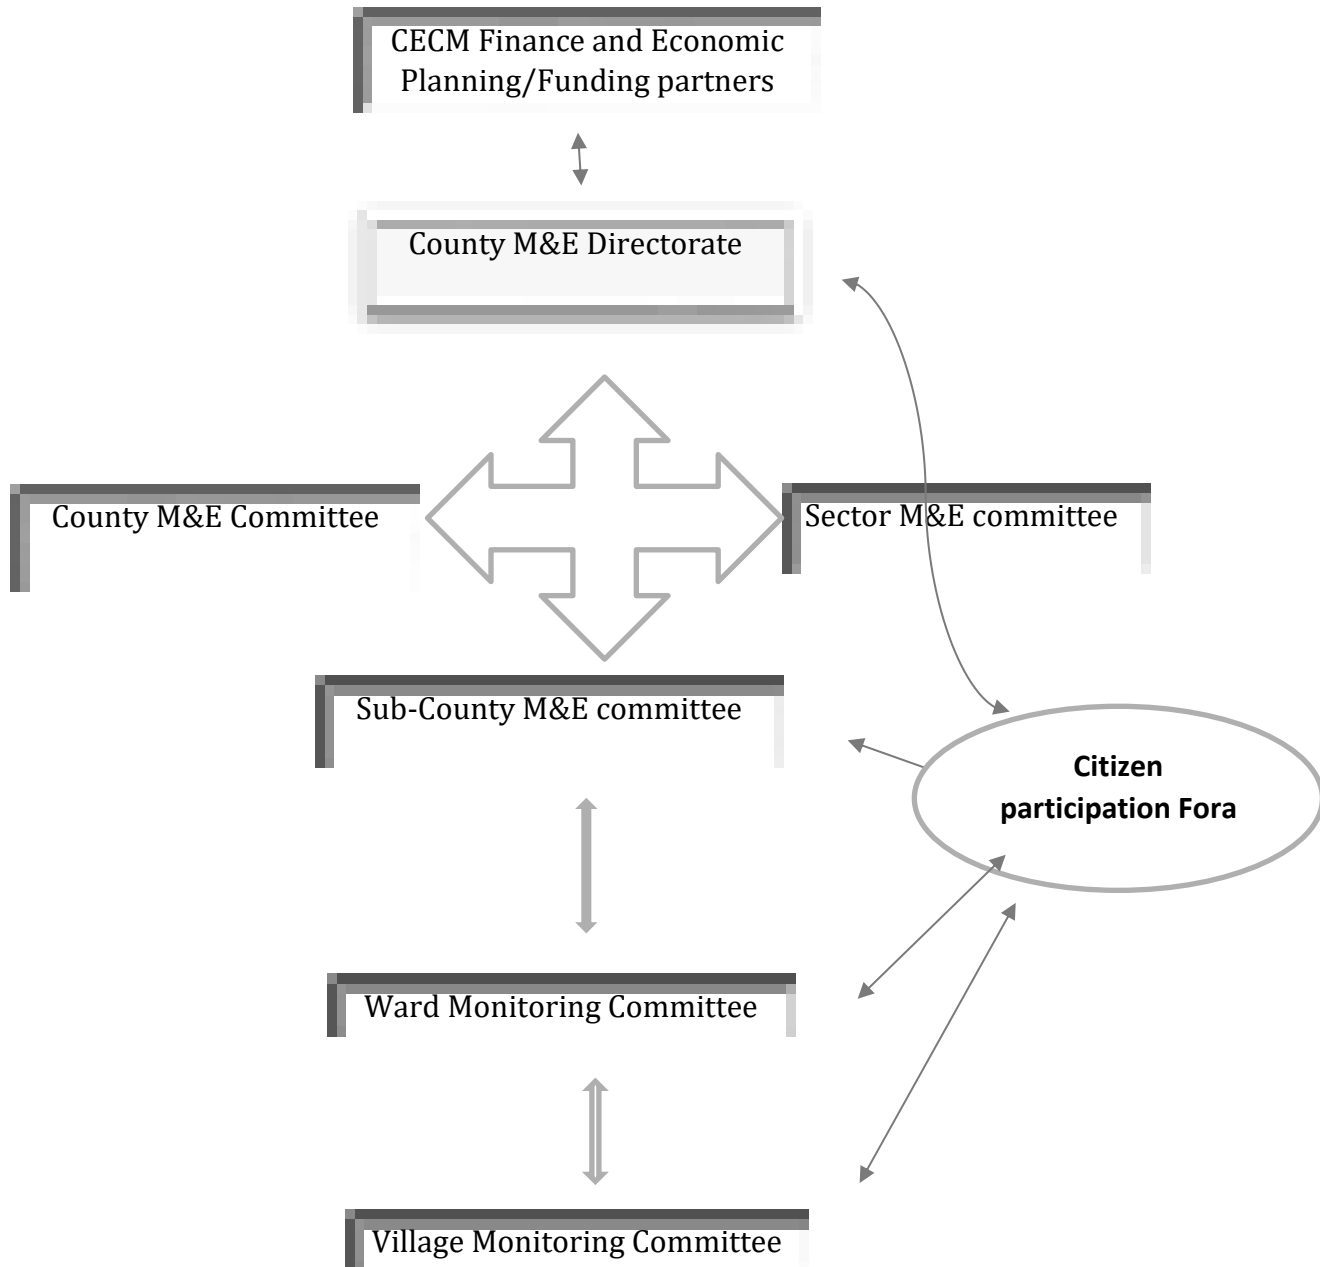 CECM Finance and Economic
Planning/Funding partners
County M&E Directorate
County M&E Committee
Sector M&E committee
Sub-County M&E committee
Citizen
participation Fora
Ward Monitoring Committee
Village Monitoring Committee